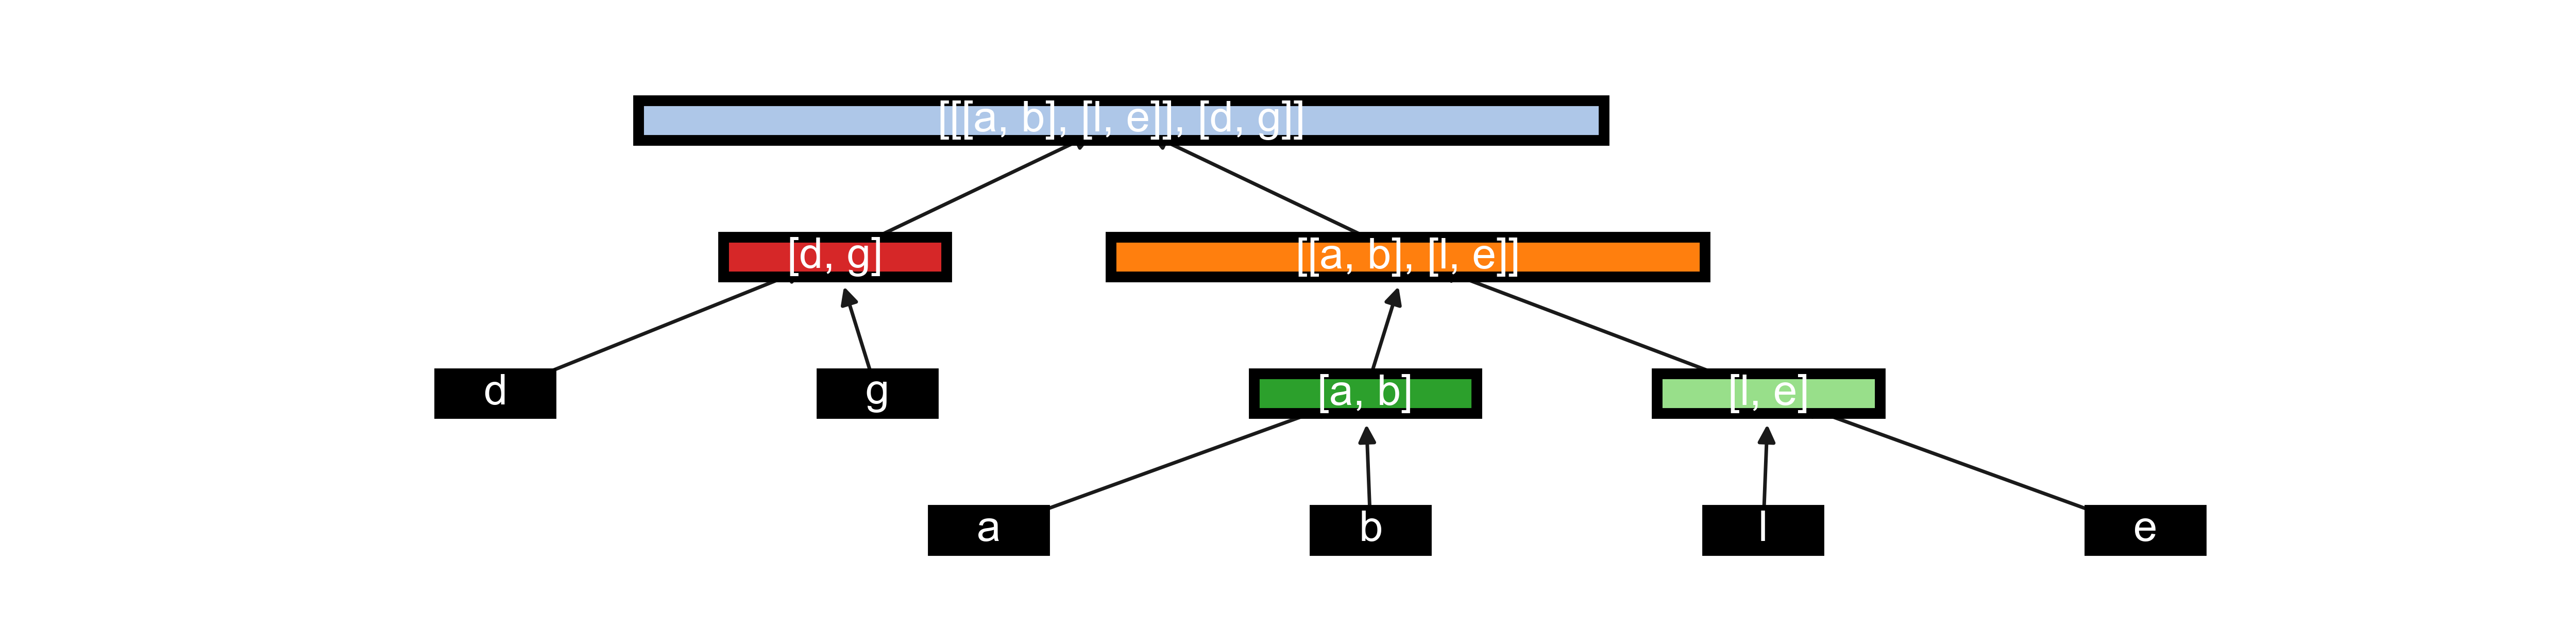 [[[a, b], [l, e]], [d, g]]
[d, g]
[[a, b], [l, e]]
d
g
[a, b]
[l, e]
a
b
l
e